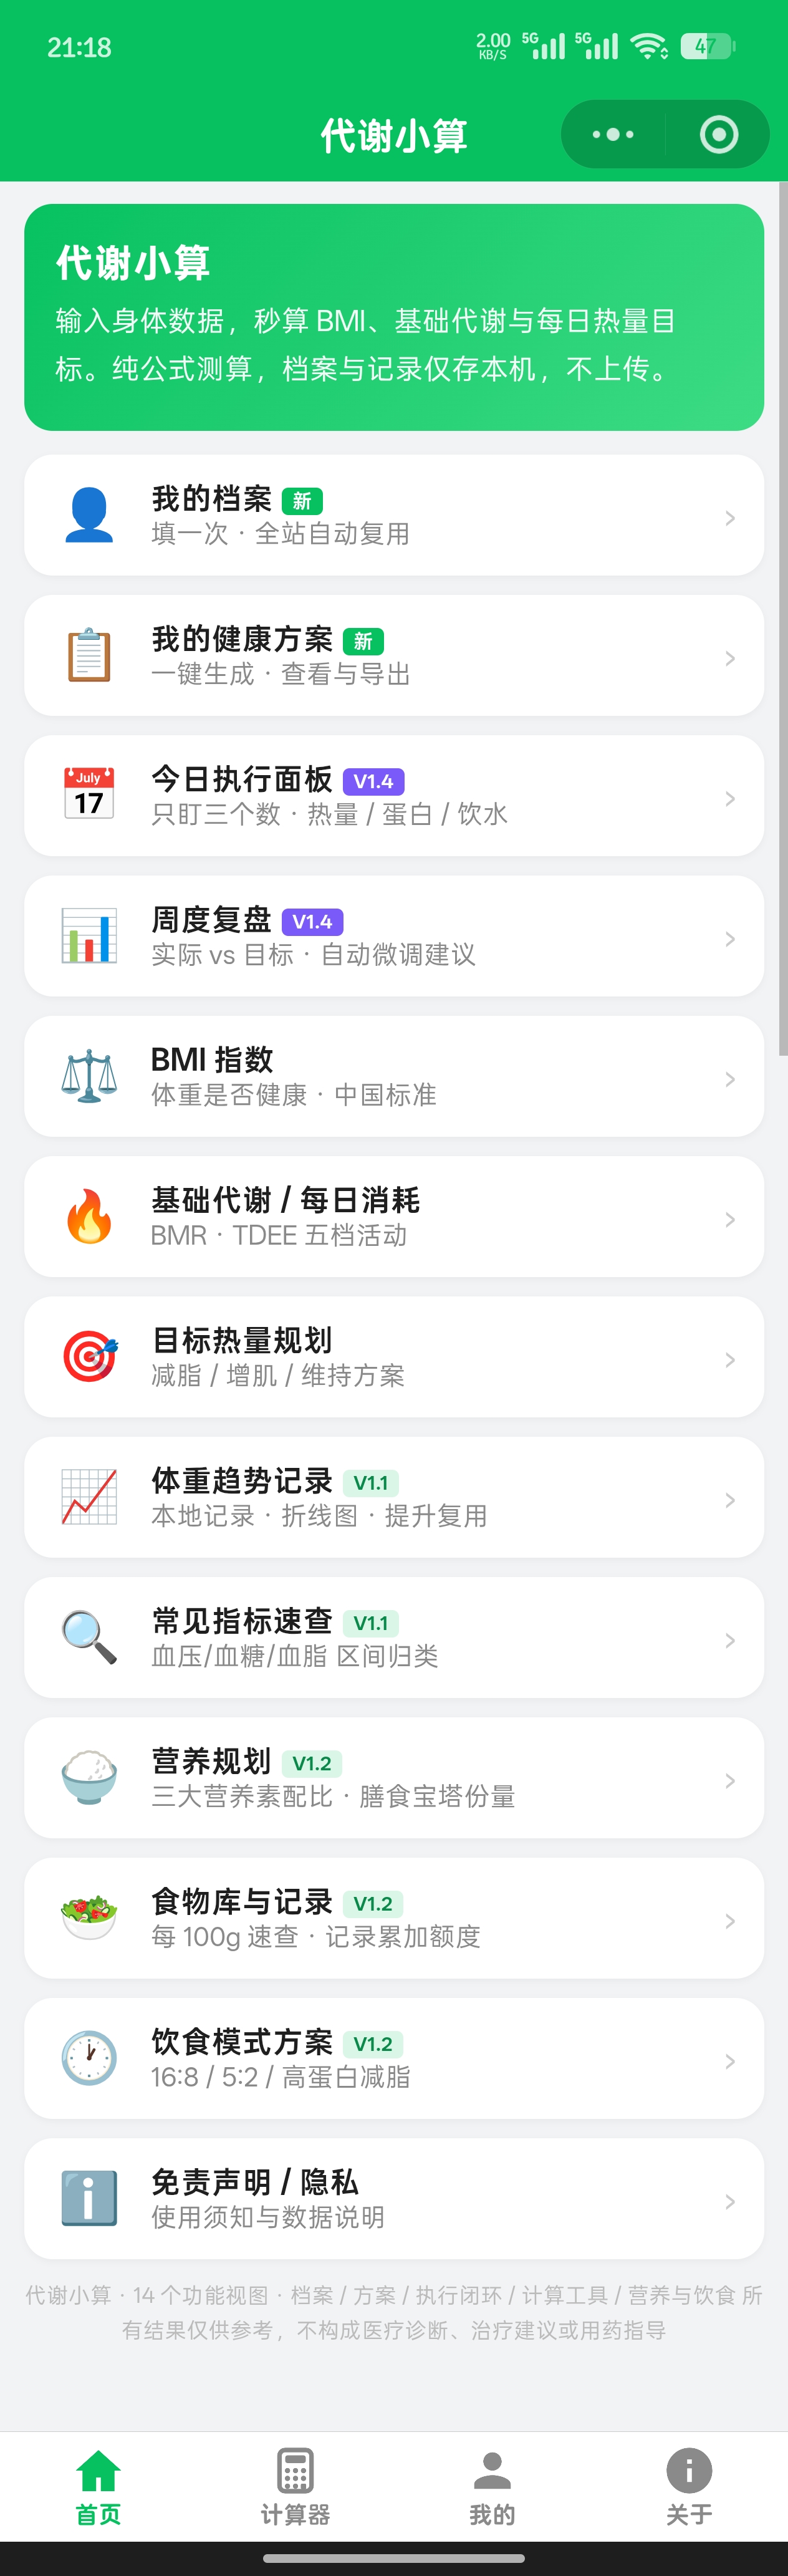 21:18
2.00
KB/S
5G
5G
47
代谢小算
代谢小算
输入身体数据，秒算 BMI、基础代谢与每日热量目
标。纯公式测算，档案与记录仅存本机，不上传。
我的档案 新
填一次 · 全站自动复用
我的健康方案 新
一键生成 · 查看与导出
July
17
今日执行面板 V1.4
只盯三个数 · 热量 / 蛋白 / 饮水
周度复盘 V1.4
实际 vs 目标 · 自动微调建议
BMI 指数
体重是否健康 · 中国标准
基础代谢 / 每日消耗
BMR · TDEE 五档活动
目标热量规划
减脂 / 增肌 / 维持方案
体重趋势记录 V1.1
本地记录 · 折线图 · 提升复用
常见指标速查 V1.1
血压/血糖/血脂 区间归类
营养规划 V1.2
三大营养素配比 · 膳食宝塔份量
食物库与记录 V1.2
每 100g 速查 · 记录累加额度
饮食模式方案 V1.2
16:8 / 5:2 / 高蛋白减脂
免责声明 / 隐私
使用须知与数据说明
代谢小算 · 14 个功能视图 · 档案 / 方案 / 执行闭环 / 计算工具 / 营养与饮食 所
有结果仅供参考，不构成医疗诊断、治疗建议或用药指导
首页
计算器
我的
关于